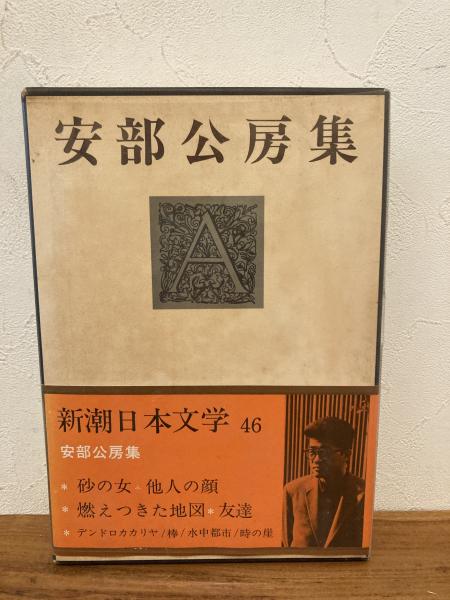 安部公房集
A
新潮日本文学 46
安部公房集
* 砂の女 * 他人の顔
* 燃えつきた地図 * 友達
* デンドロカカリヤ/棒/水中都市/時の崖